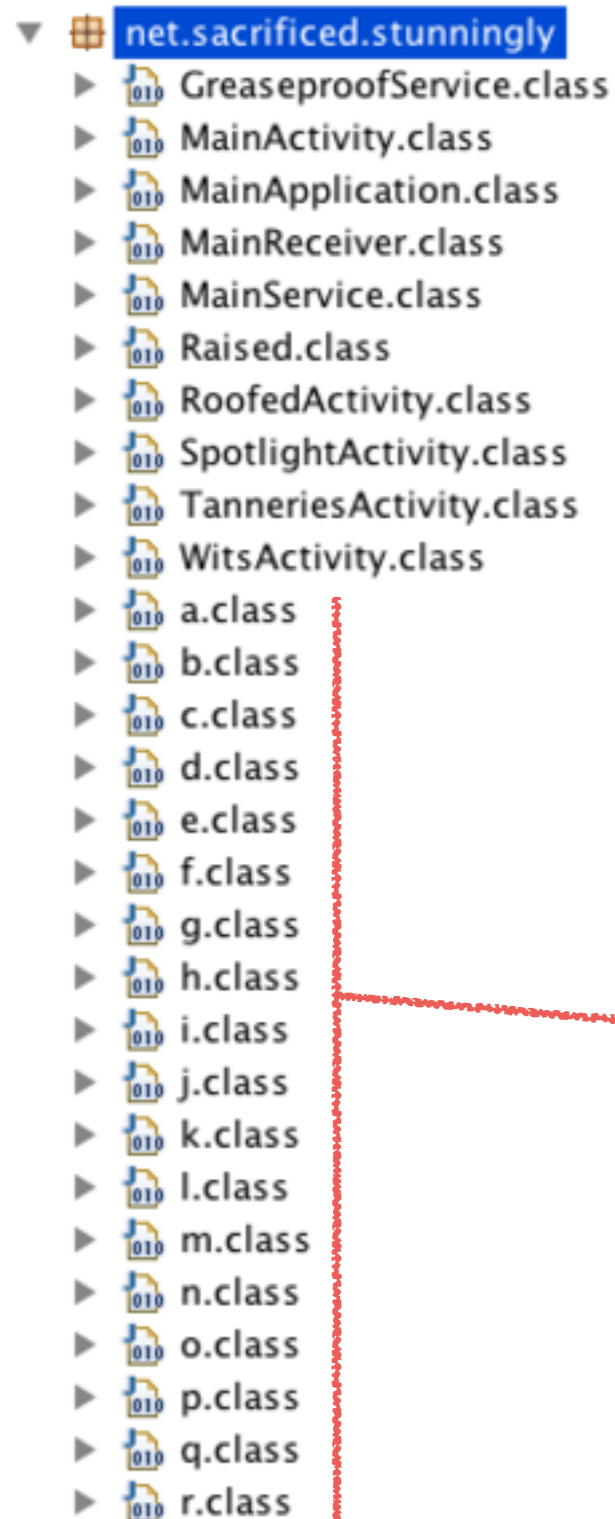 net.sacrificed.stunningly
GreaseproofService.class
MainActivity.class
MainApplication.class
MainReceiver.class
MainService.class
Raised.class
RoofedActivity.class
SpotlightActivity.class
TanneriesActivity.class
WitsActivity.class
a.class
b.class
c.class
d.class
e.class
f.class
g.class
h.class
i.class
j.class
k.class
l.class
m.class
n.class
o.class
p.class
q.class
r.class